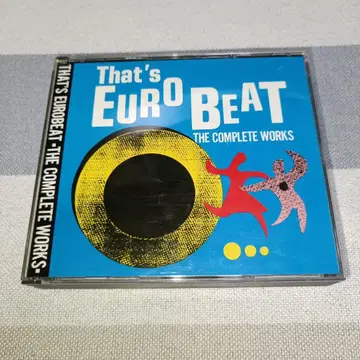 That's
EURO BEAT
THE COMPLETE WORKS
THAT'S EUROBEAT •THE COMPLETE WORKS•